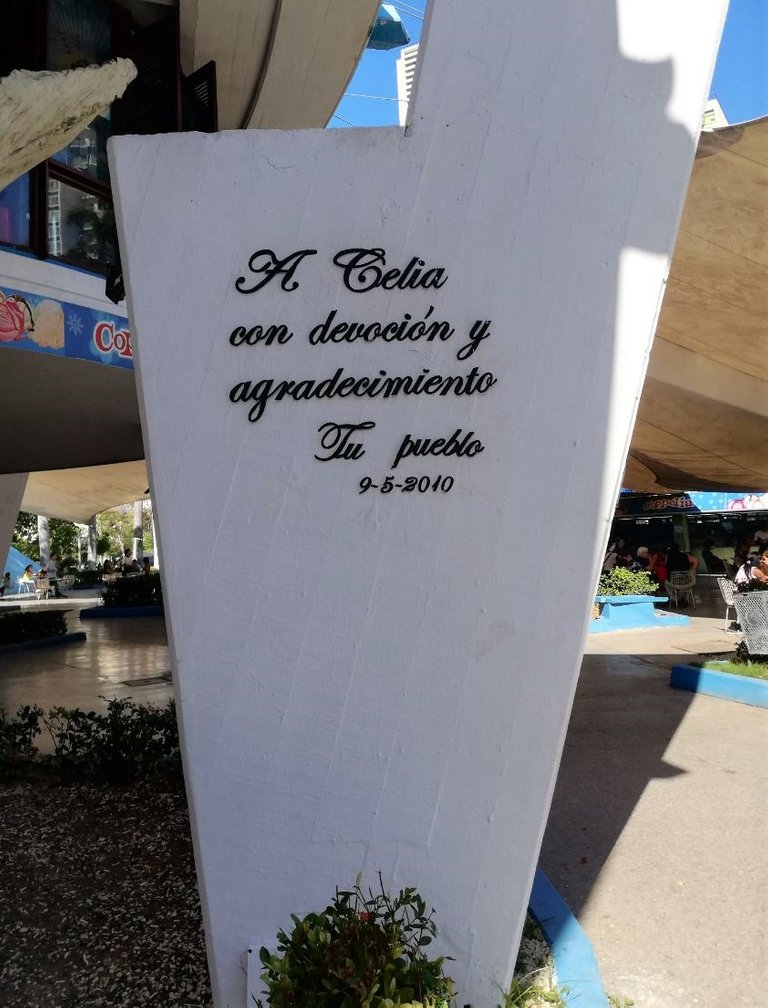 A Celia
con devoción y
agradecimiento
Tu pueblo
9-5-2010